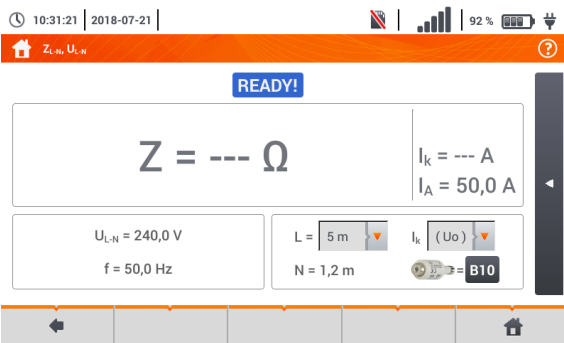 10:31:21 2018-07-21 92 %
ZL-N, UL-N ?
READY!
Z = --- Ω
Ik = --- A
IA = 50,0 A
UL-N = 240,0 V
f = 50,0 Hz
L = 5 m
N = 1,2 m
Ik (Uo)
= B10